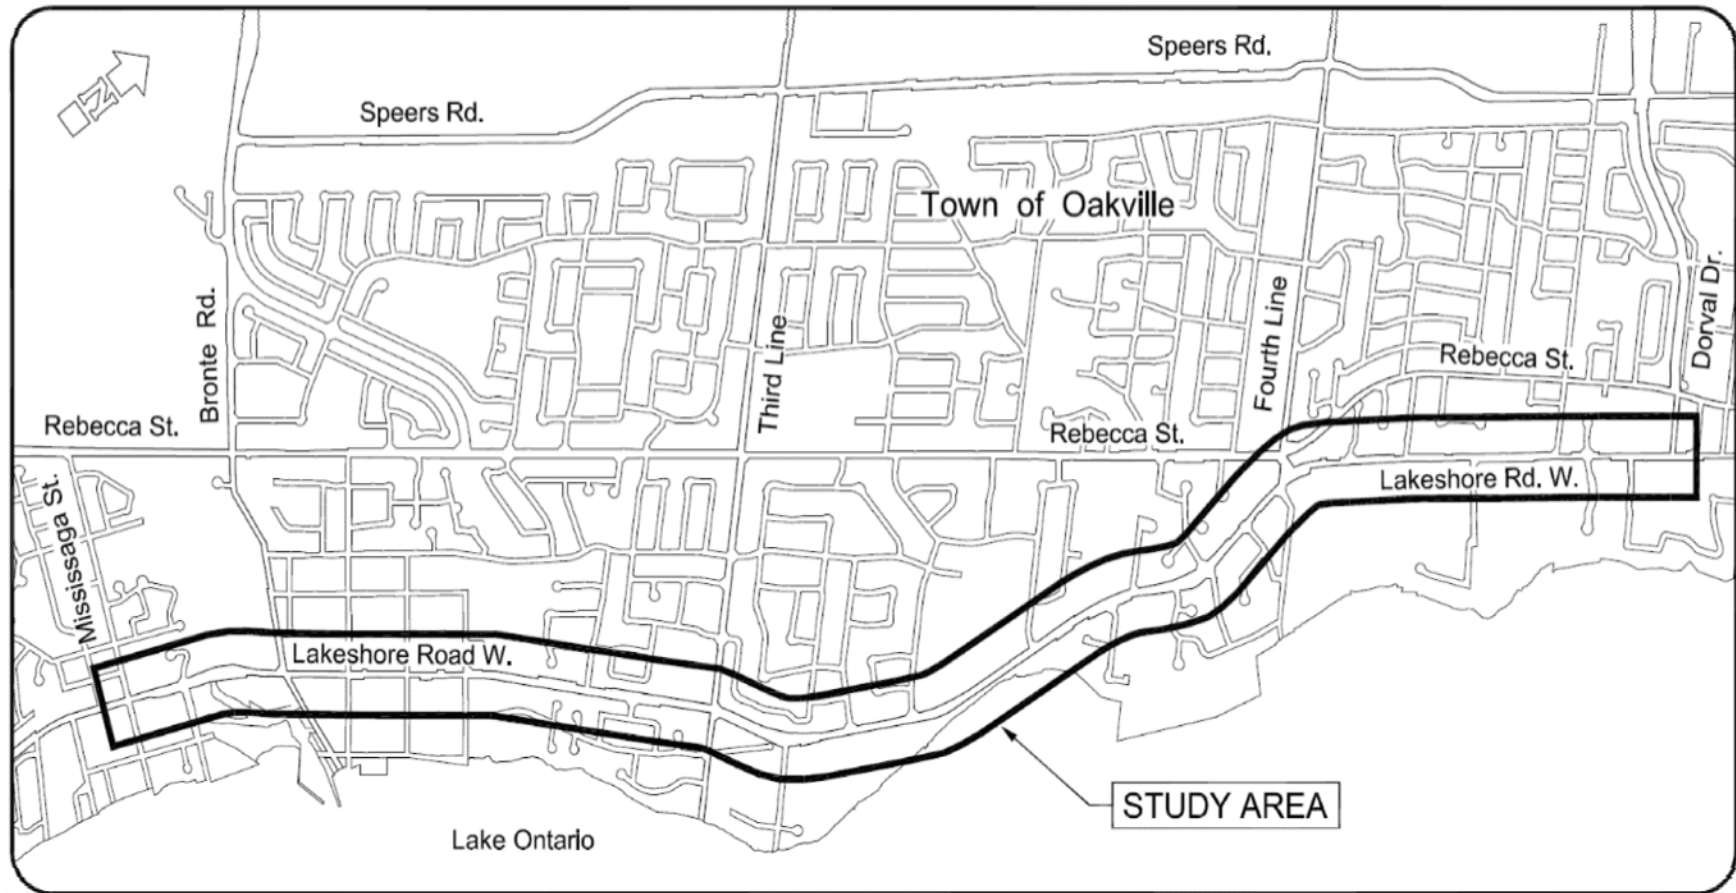 Speers Rd.
N
Speers Rd.
Town of Oakville
Bronte Rd.
Third Line
Fourth Line
Dorval Dr.
Rebecca St.
Rebecca St.
Rebecca St.
Mississaga St.
Lakeshore Rd. W.
Lakeshore Road W.
STUDY AREA
Lake Ontario